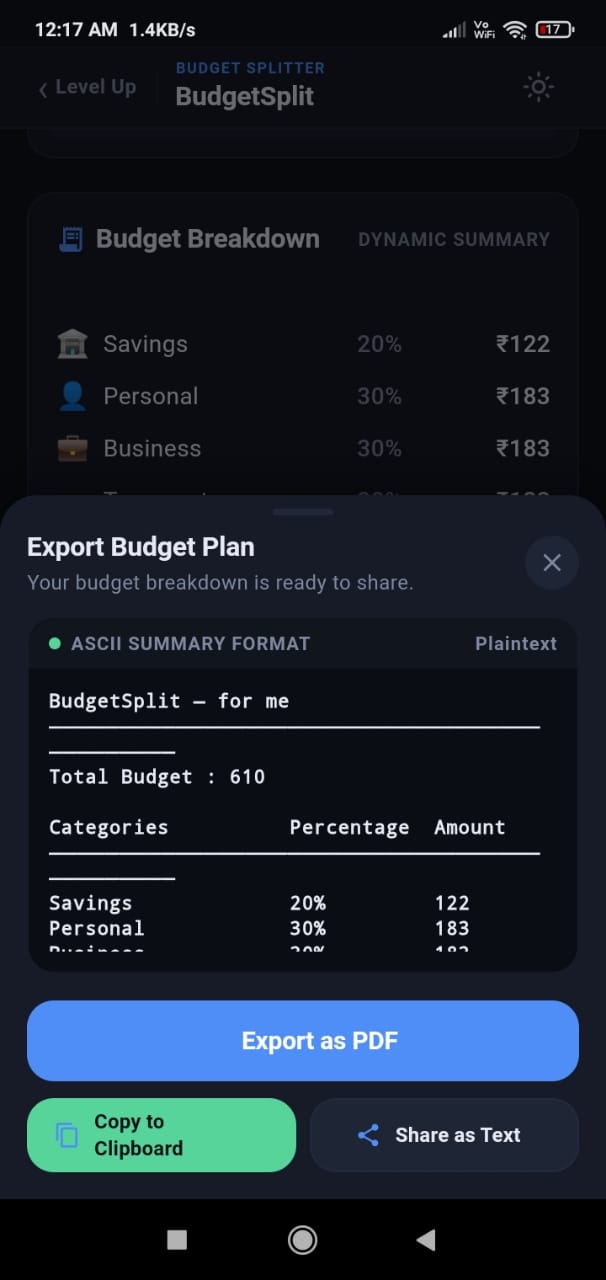 12:17 AM 1.4KB/s
Vo
WiFi
17
Level Up
BUDGET SPLITTER
BudgetSplit
Budget Breakdown
DYNAMIC SUMMARY
Savings 20% ₹122
Personal 30% ₹183
Business 30% ₹183
Export Budget Plan
Your budget breakdown is ready to share.
ASCII SUMMARY FORMAT
Plaintext
BudgetSplit — for me
Total Budget : 610
Categories Percentage Amount
Savings 20% 122
Personal 30% 183
Export as PDF
Copy to
Clipboard
Share as Text